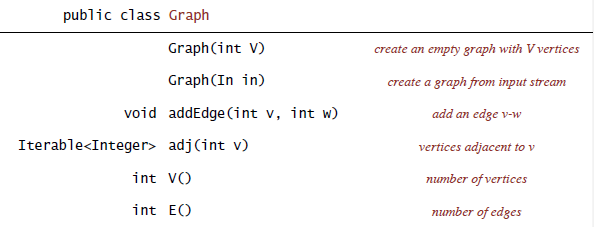 public class Graph
Graph(int V) create an empty graph with V vertices
Graph(In in) create a graph from input stream
void addEdge(int v, int w) add an edge v-w
Iterable<Integer> adj(int v) vertices adjacent to v
int V() number of vertices
int E() number of edges